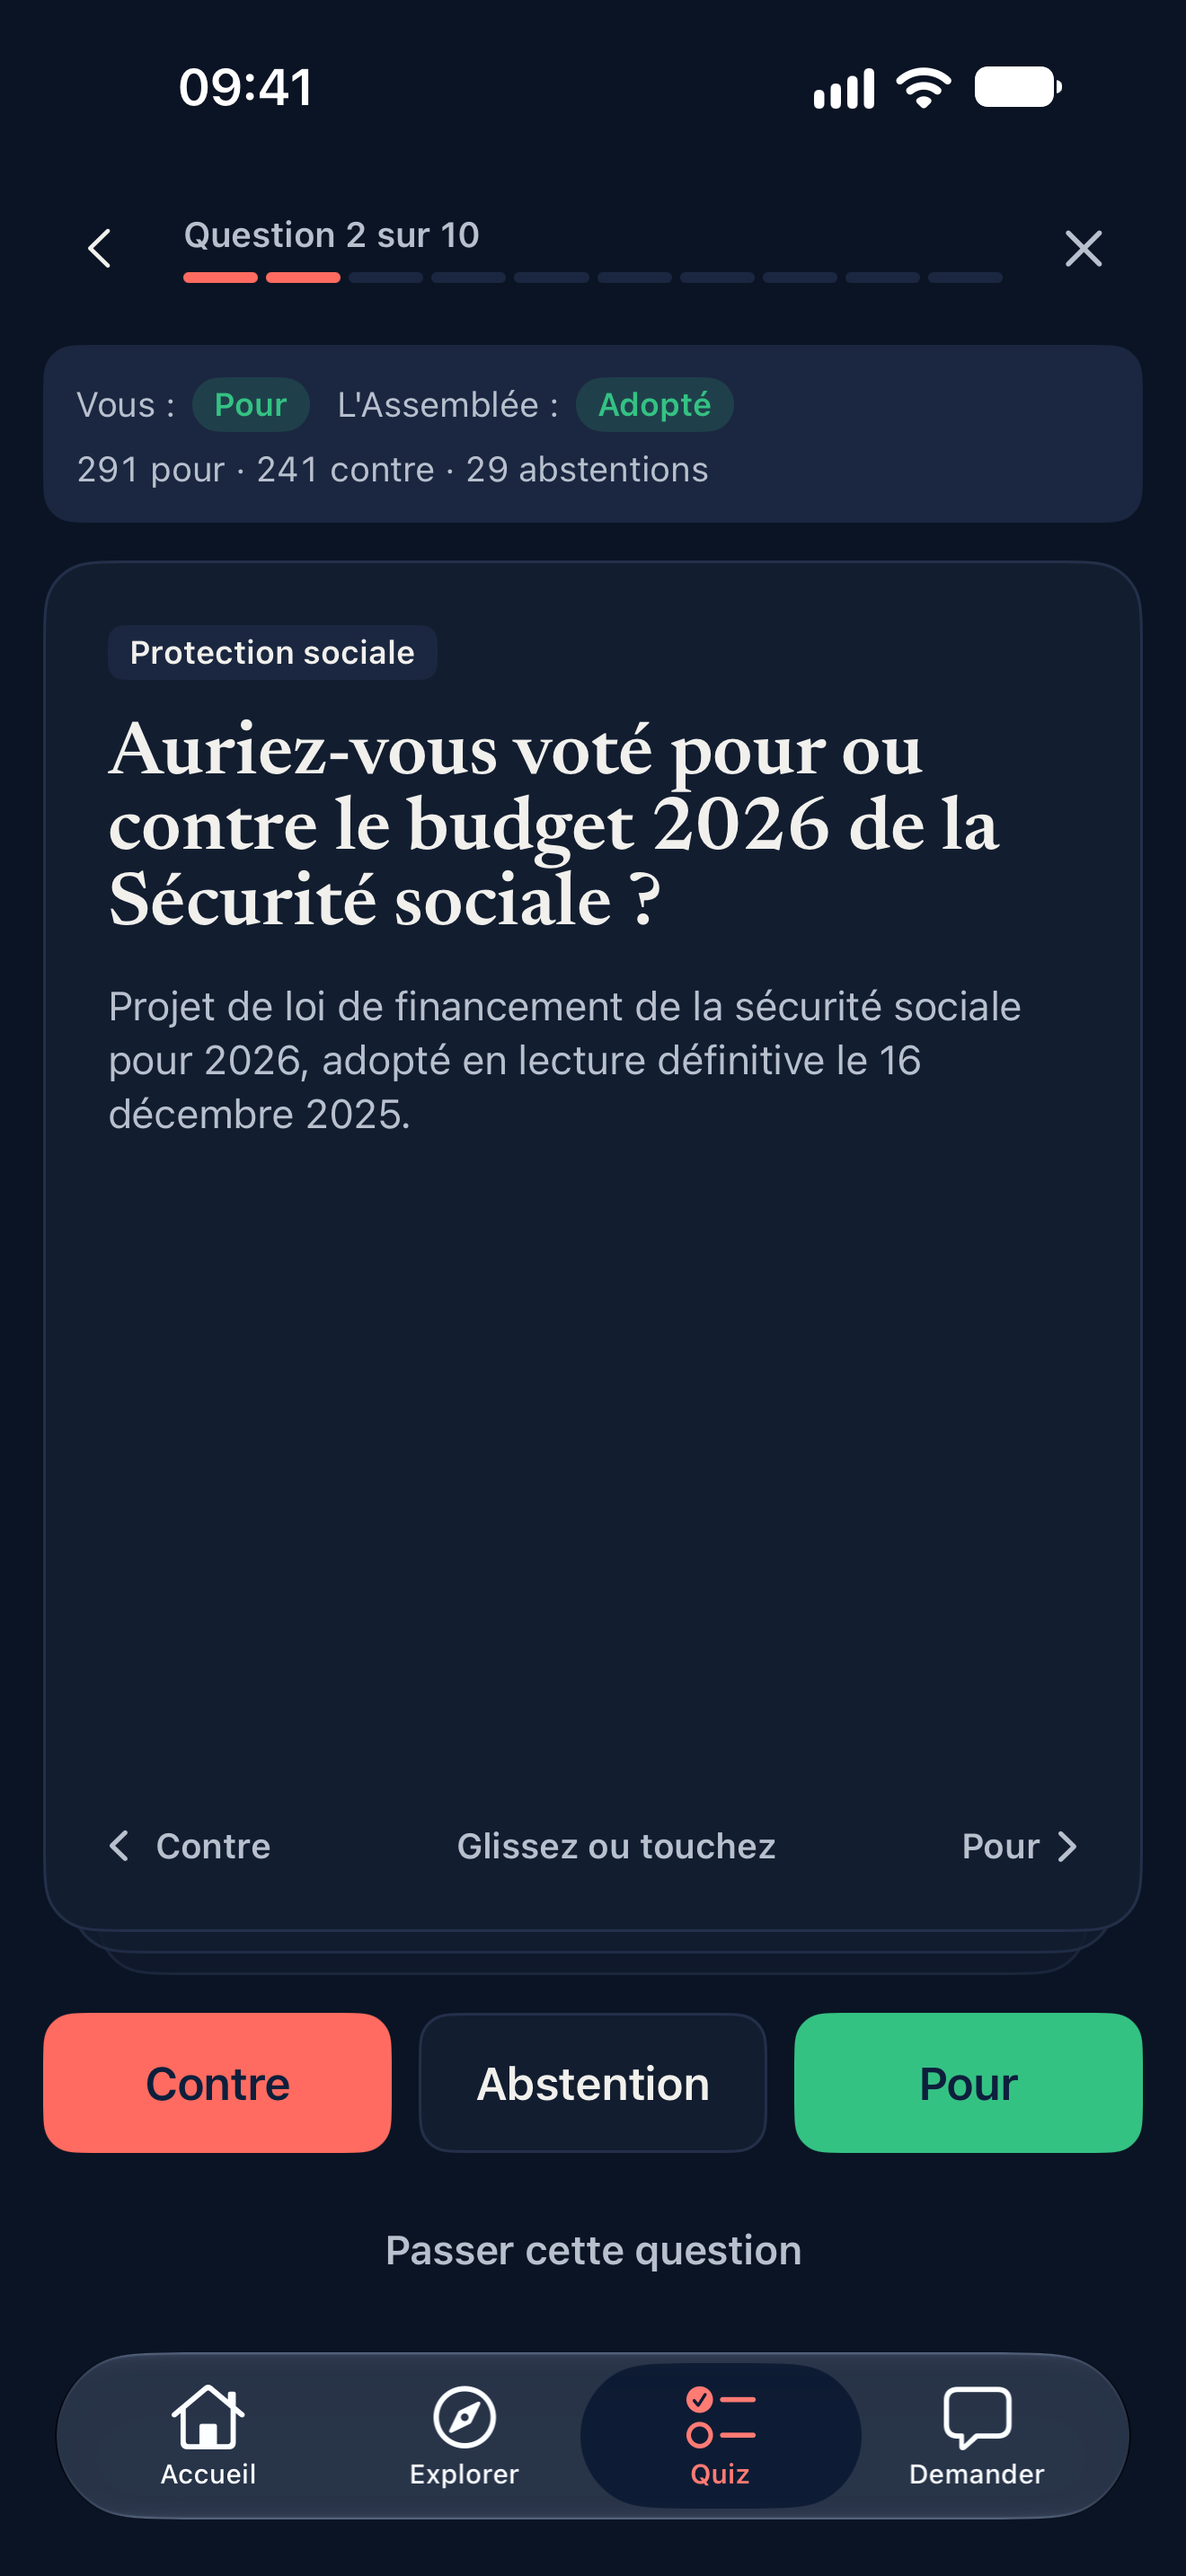 09:41
Question 2 sur 10
Vous : Pour L'Assemblée : Adopté
291 pour · 241 contre · 29 abstentions
Protection sociale
Auriez-vous voté pour ou
contre le budget 2026 de la
Sécurité sociale ?
Projet de loi de financement de la sécurité sociale
pour 2026, adopté en lecture définitive le 16
décembre 2025.
Contre Glissez ou touchez Pour
Contre Abstention Pour
Passer cette question
Accueil Explorer Quiz Demander